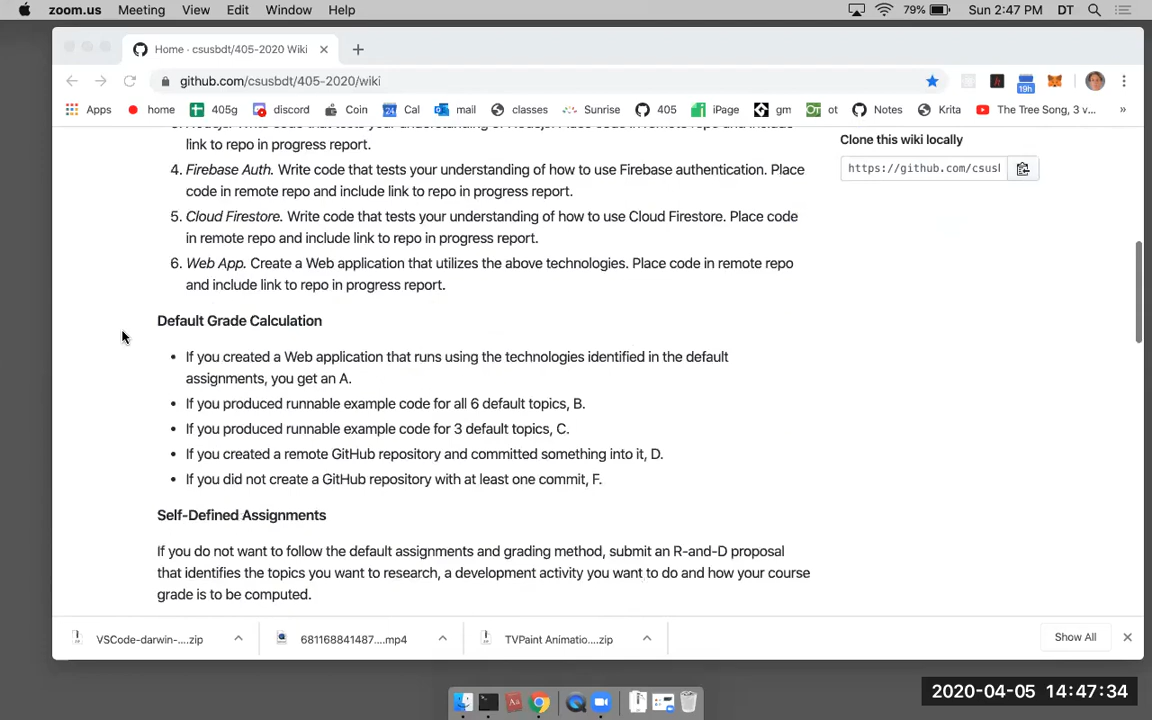 zoom.us Meeting View Edit Window Help 79% Sun 2:47 PM DT
Home · csusbdt/405-2020 Wiki
github.com/csusbdt/405-2020/wiki
Apps home 405g discord Coin 24 Cal mail classes Sunrise 405 iPage gm ot Notes Krita The Tree Song, 3 v... »
19h
link to repo in progress report.
4. Firebase Auth. Write code that tests your understanding of how to use Firebase authentication. Place
code in remote repo and include link to repo in progress report.
5. Cloud Firestore. Write code that tests your understanding of how to use Cloud Firestore. Place code
in remote repo and include link to repo in progress report.
6. Web App. Create a Web application that utilizes the above technologies. Place code in remote repo
and include link to repo in progress report.
Default Grade Calculation
• If you created a Web application that runs using the technologies identified in the default
assignments, you get an A.
• If you produced runnable example code for all 6 default topics, B.
• If you produced runnable example code for 3 default topics, C.
• If you created a remote GitHub repository and committed something into it, D.
• If you did not create a GitHub repository with at least one commit, F.
Self-Defined Assignments
If you do not want to follow the default assignments and grading method, submit an R-and-D proposal
that identifies the topics you want to research, a development activity you want to do and how your course
grade is to be computed.
Clone this wiki locally
https://github.com/csusl
VSCode-darwin-....zip 681168841487....mp4 TVPaint Animatio....zip Show All
2020-04-05 14:47:34